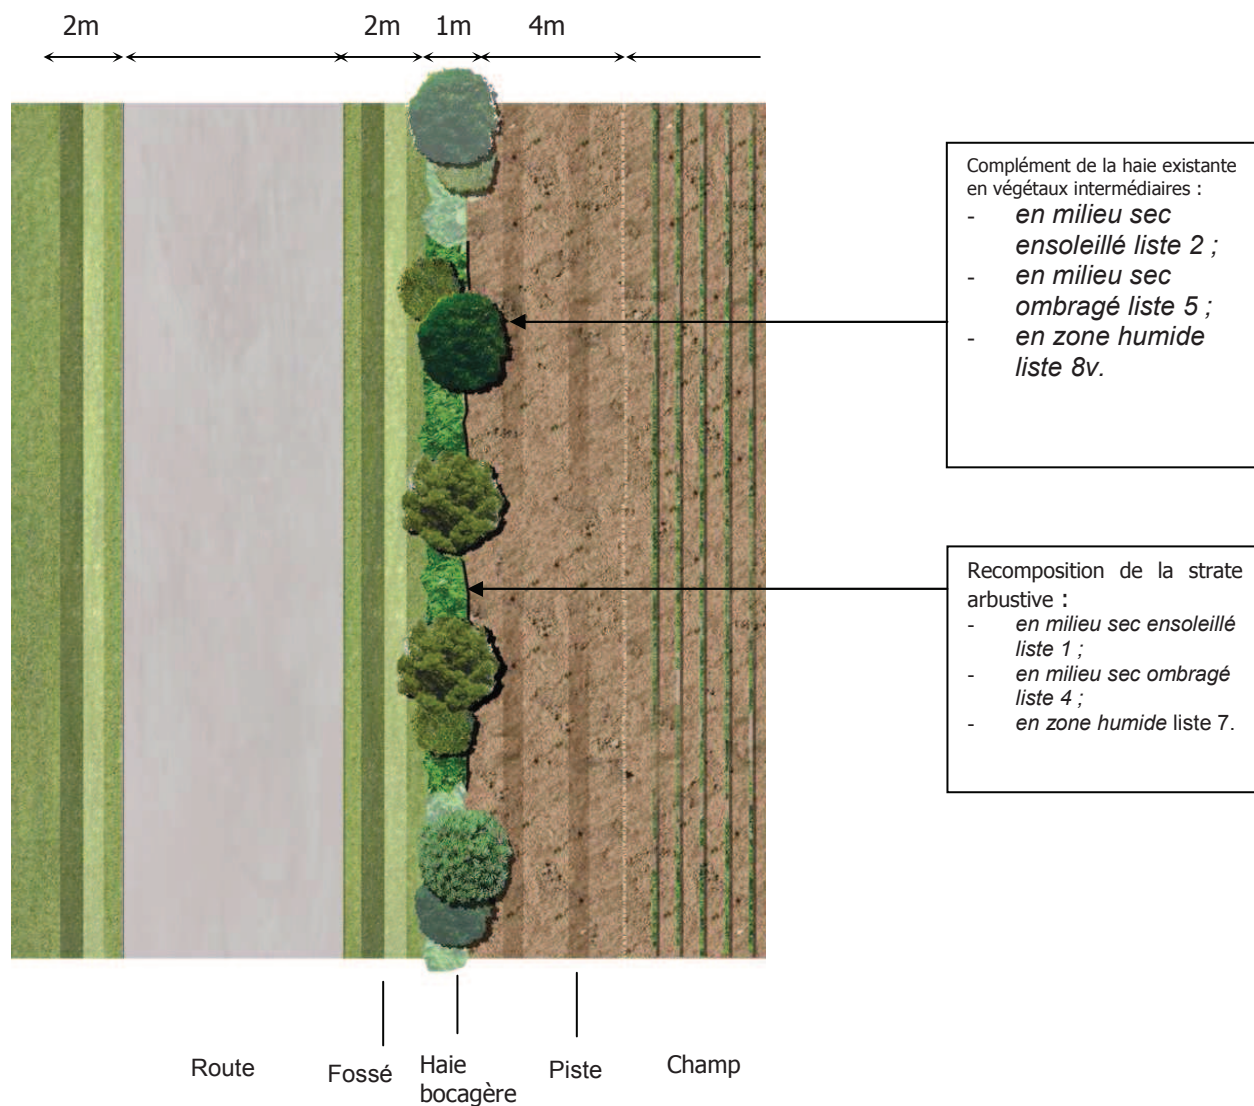 2m 2m 1m 4m
Complément de la haie existante
en végétaux intermédiaires :
- en milieu sec
ensoleillé liste 2 ;
- en milieu sec
ombragé liste 5 ;
- en zone humide
liste 8v.
Recomposition de la strate
arbustive :
- en milieu sec ensoleillé
liste 1 ;
- en milieu sec ombragé
liste 4 ;
- en zone humide liste 7.
Route
Fossé
Haie
bocagère
Piste
Champ